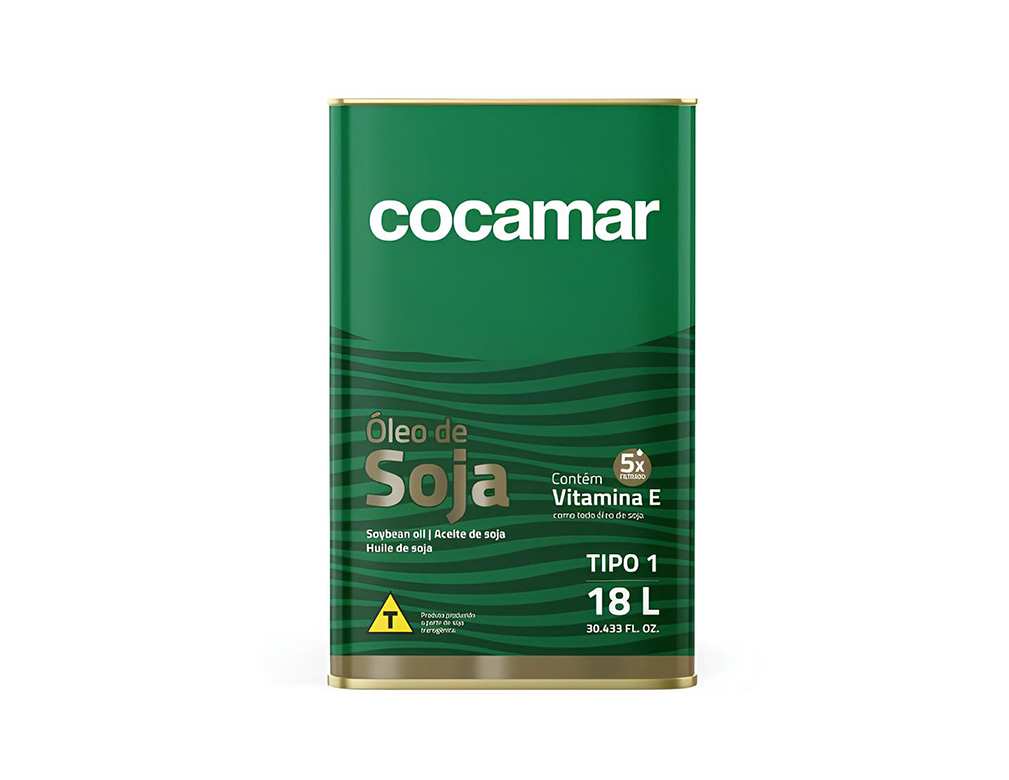 cocamar
Óleo de
Soja
Soybean oil | Aceite de soja
Huile de soja
5x
FILTRADO
Contém
Vitamina E
como todo óleo de soja
TIPO 1
18 L
30.433 FL. OZ.
T
Produto produzido
a partir de soja
transgênica